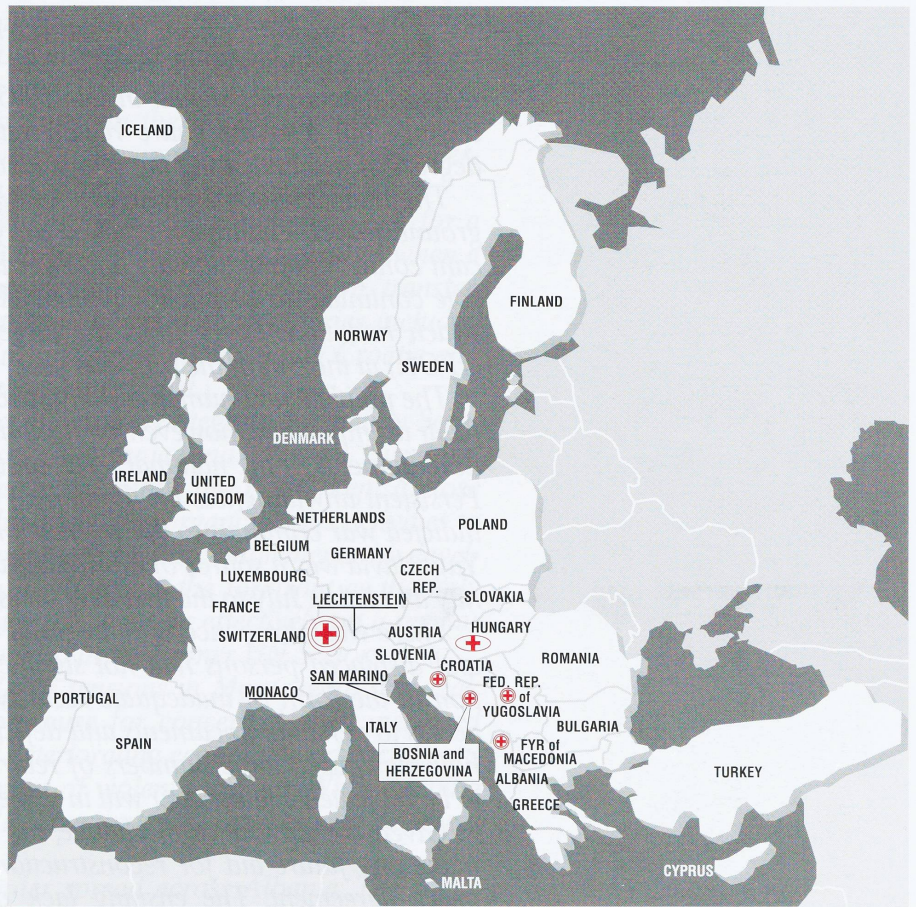 ICELAND
FINLAND
NORWAY
SWEDEN
DENMARK
IRELAND
UNITED
KINGDOM
NETHERLANDS
POLAND
BELGIUM
GERMANY
CZECH
REP.
LUXEMBOURG
LIECHTENSTEIN
SLOVAKIA
FRANCE
SWITZERLAND
AUSTRIA
HUNGARY
SLOVENIA
CROATIA
ROMANIA
SAN MARINO
FED. REP.
of
YUGOSLAVIA
MONACO
PORTUGAL
ITALY
BULGARIA
SPAIN
BOSNIA and
HERZEGOVINA
FYR of
MACEDONIA
ALBANIA
TURKEY
GREECE
CYPRUS
MALTA